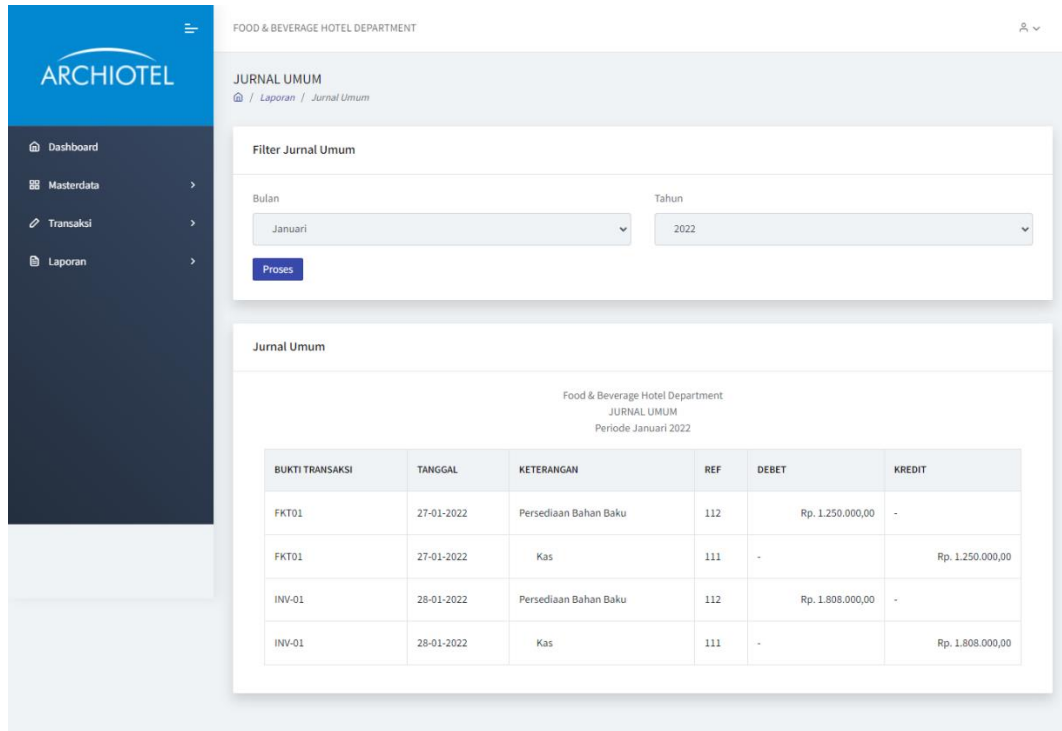 FOOD & BEVERAGE HOTEL DEPARTMENT
ARCHIOTEL
Dashboard
Masterdata
Transaksi
Laporan
JURNAL UMUM
/ Laporan / Jurnal Umum
Filter Jurnal Umum
Bulan Tahun
Januari 2022
Proses
Jurnal Umum
Food & Beverage Hotel Department
JURNAL UMUM
Periode Januari 2022
BUKTI TRANSAKSI TANGGAL KETERANGAN REF DEBET KREDIT
FKT01 27-01-2022 Persediaan Bahan Baku 112 Rp. 1.250.000,00 -
FKT01 27-01-2022 Kas 111 - Rp. 1.250.000,00
INV-01 28-01-2022 Persediaan Bahan Baku 112 Rp. 1.808.000,00 -
INV-01 28-01-2022 Kas 111 - Rp. 1.808.000,00